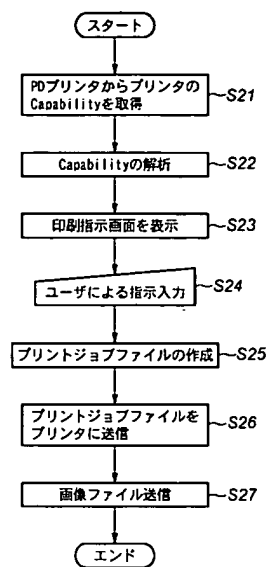 スタート
PDプリンタからプリンタの
Capabilityを取得
S21
Capabilityの解析
S22
印刷指示画面を表示
S23
ユーザによる指示入力
S24
プリントジョブファイルの作成
S25
プリントジョブファイルを
プリンタに送信
S26
画像ファイル送信
S27
エンド